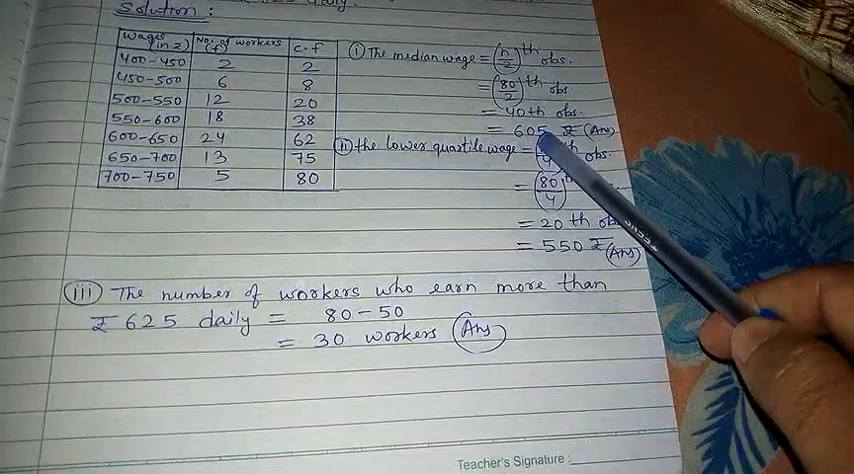 daily.
Solution :
Wages (in ₹) No. of workers (f) c.f
400-450 2 2
450-500 6 8
500-550 12 20
550-600 18 38
600-650 24 62
650-700 13 75
700-750 5 80
(i) The median wage = (n/2)th obs.
= (80/2)th obs.
= 40th obs.
= 605 ₹ (Ans)
(ii) the lower quartile wage = th obs.
= (80/4)th
= 20 th obs
= 550 ₹ (Ans)
(iii) The number of workers who earn more than
₹ 625 daily = 80-50
= 30 workers (Ans)
Teacher's Signature :